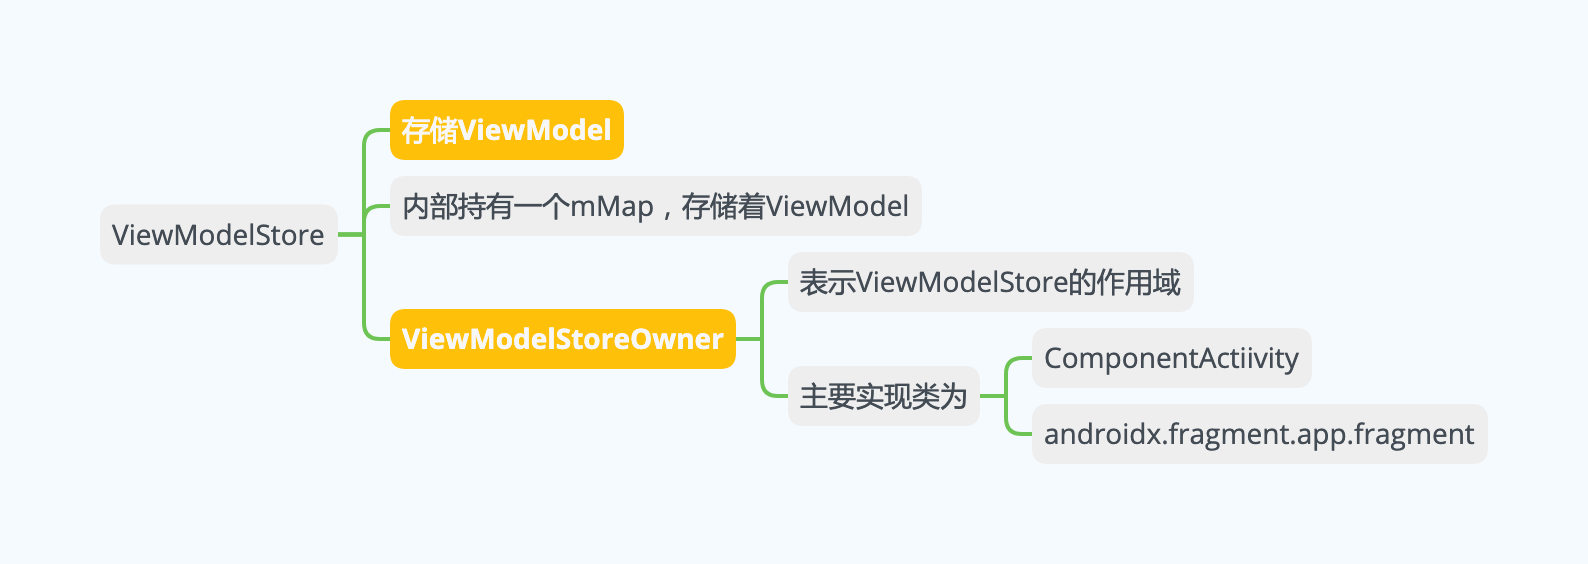 ViewModelStore
存储ViewModel
内部持有一个mMap，存储着ViewModel
ViewModelStoreOwner
表示ViewModelStore的作用域
主要实现类为
ComponentActiivity
androidx.fragment.app.fragment